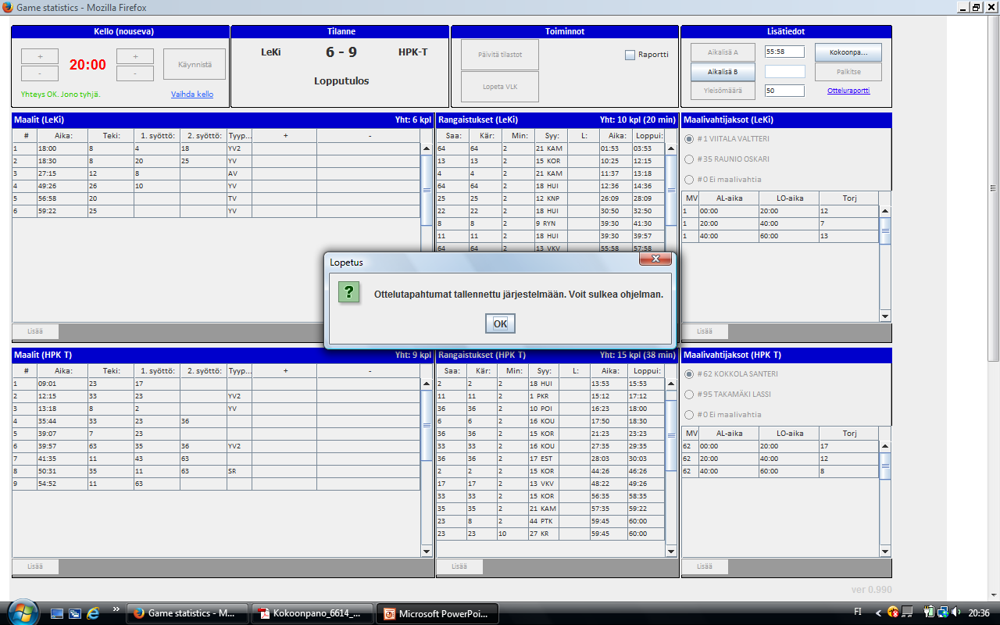 Game statistics - Mozilla Firefox
Kello (nouseva)
+ 20:00 + Käynnistä
- -
Yhteys OK. Jono tyhjä. Vaihda kello
Tilanne
LeKi 6 - 9 HPK-T
Lopputulos
Toiminnot
Päivitä tilastot Raportti
Lopeta VLK
Lisätiedot
Aikalisä A 55:58 Kokoonpa...
Aikalisä B Palkitse
Yleisömäärä 50 Otteluraportti
Maalit (LeKi) Yht: 6 kpl
# Aika: Teki: 1. syöttö: 2. syöttö: Tyyp... + -
1 18:00 8 4 18 YV2
2 18:30 8 20 25 YV
3 27:15 12 8 AV
4 49:26 26 10 YV
5 56:58 20 TV
6 59:22 25 YV
Lisää
Rangaistukset (LeKi) Yht: 10 kpl (20 min)
Saa: Kär: Min: Syy: L: Aika: Loppui:
64 64 2 21 KAM 01:53 03:53
13 13 2 15 KOR 10:25 12:15
4 4 2 21 KAM 11:37 13:18
64 64 2 18 HUI 12:36 14:36
25 25 2 12 KNP 26:09 28:09
22 22 2 18 HUI 30:50 32:50
8 8 2 9 RYN 39:30 41:30
11 11 2 18 HUI 39:30 39:57
64 64 2 13 VKV 55:58 57:58
Maalivahtijaksot (LeKi)
# 1 VIITALA VALTTERI
# 35 RAUNIO OSKARI
# 0 Ei maalivahtia
MV AL-aika LO-aika Torj
1 00:00 20:00 12
1 20:00 40:00 7
1 40:00 60:00 13
Lisää
Lopetus
Ottelutapahtumat tallennettu järjestelmään. Voit sulkea ohjelman.
OK
Maalit (HPK T) Yht: 9 kpl
# Aika: Teki: 1. syöttö: 2. syöttö: Tyyp... + -
1 09:01 23 17
2 12:15 33 23 YV2
3 13:18 8 2 YV
4 35:44 33 23 36
5 39:07 7 23
6 39:57 63 35 36 YV2
7 41:35 11 43 63
8 50:31 35 11 63 SR
9 54:52 11 63
Lisää
Rangaistukset (HPK T) Yht: 15 kpl (38 min)
Saa: Kär: Min: Syy: L: Aika: Loppui:
2 2 2 18 HUI 13:53 15:53
11 11 2 1 PKR 15:12 17:12
36 36 2 10 POI 16:23 18:00
6 6 2 16 KOU 17:50 18:30
36 36 2 15 KOR 21:23 23:23
33 33 2 16 KOU 27:35 29:35
36 36 2 17 EST 28:03 30:03
2 2 2 15 KOR 44:26 46:26
17 17 2 13 VKV 48:22 49:26
33 33 2 15 KOR 56:35 58:35
35 35 2 21 KAM 57:35 59:22
23 8 2 44 PTK 59:45 60:00
23 23 10 27 KR 59:45 60:00
Lisää
Maalivahtijaksot (HPK T)
# 62 KOKKOLA SANTERI
# 95 TAKAMÄKI LASSI
# 0 Ei maalivahtia
MV AL-aika LO-aika Torj
62 00:00 20:00 17
62 20:00 40:00 12
62 40:00 60:00 8
Lisää
ver 0.990
Game statistics - M... Kokoonpano_6614_... Microsoft PowerPoi... FI 20:36